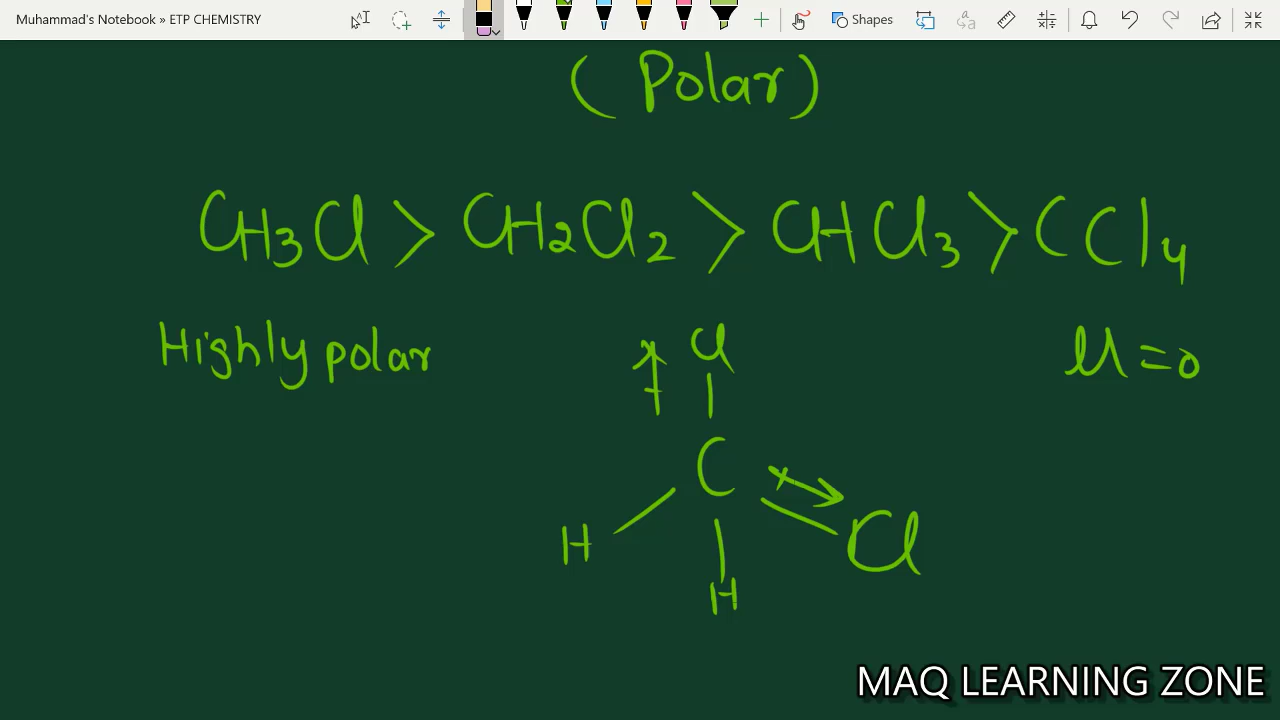 Muhammad's Notebook » ETP CHEMISTRY
Shapes
(Polar)
CH3Cl > CH2Cl2 > CHCl3 > CCl4
Highly polar
Cl
μ=0
C
H
Cl
H
MAQ LEARNING ZONE